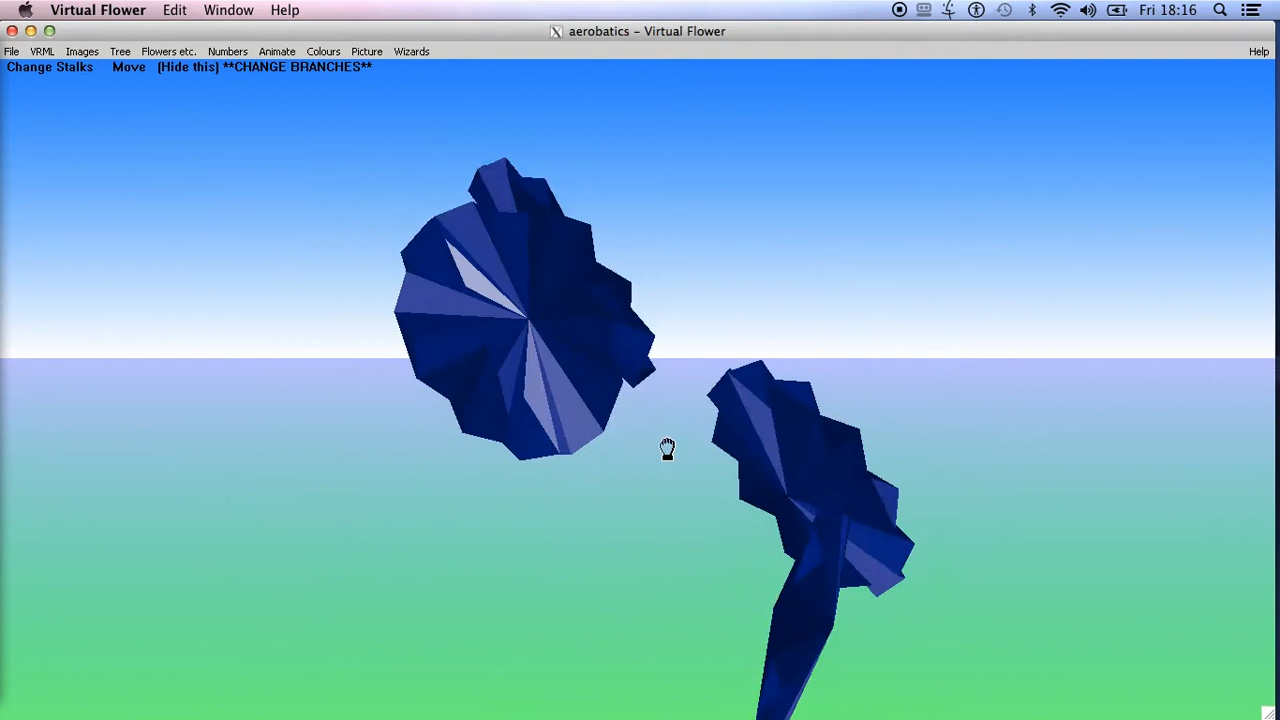 Virtual Flower Edit Window Help Fri 18:16
aerobatics – Virtual Flower
File VRML Images Tree Flowers etc. Numbers Animate Colours Picture Wizards Help
Change Stalks Move (Hide this) **CHANGE BRANCHES**